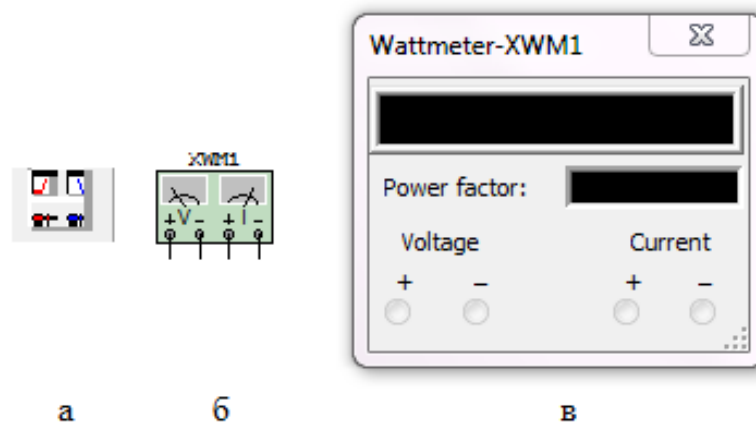 Wattmeter-XWM1
XWM1
Power factor:
+ V - + I -
Voltage Current
+ - + -
а б в